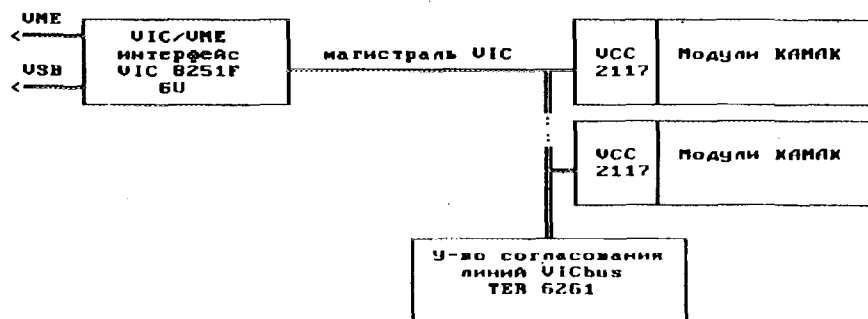 VME
VSB
VIC/VME
интерфейс
VIC 8251F
6U
магистраль VIC
VCC
2117
Модули КАМАК
VCC
2117
Модули КАМАК
У-во согласования
линий VICbus
TER 6261